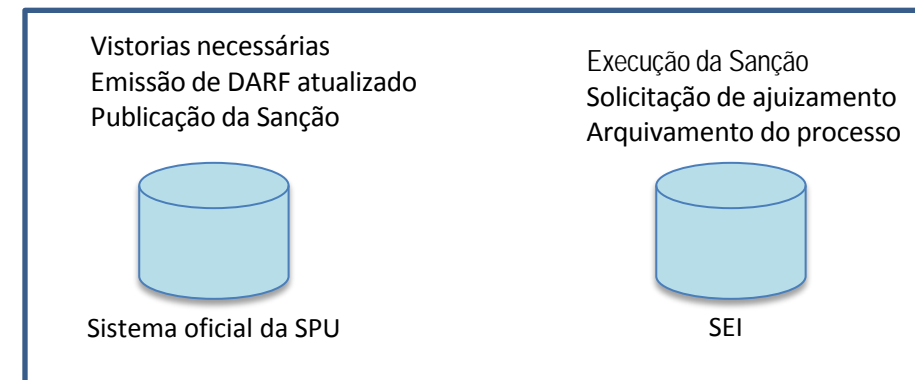 Vistorias necessárias
Emissão de DARF atualizado
Publicação da Sanção
Sistema oficial da SPU
Execução da Sanção
Solicitação de ajuizamento
Arquivamento do processo
SEI